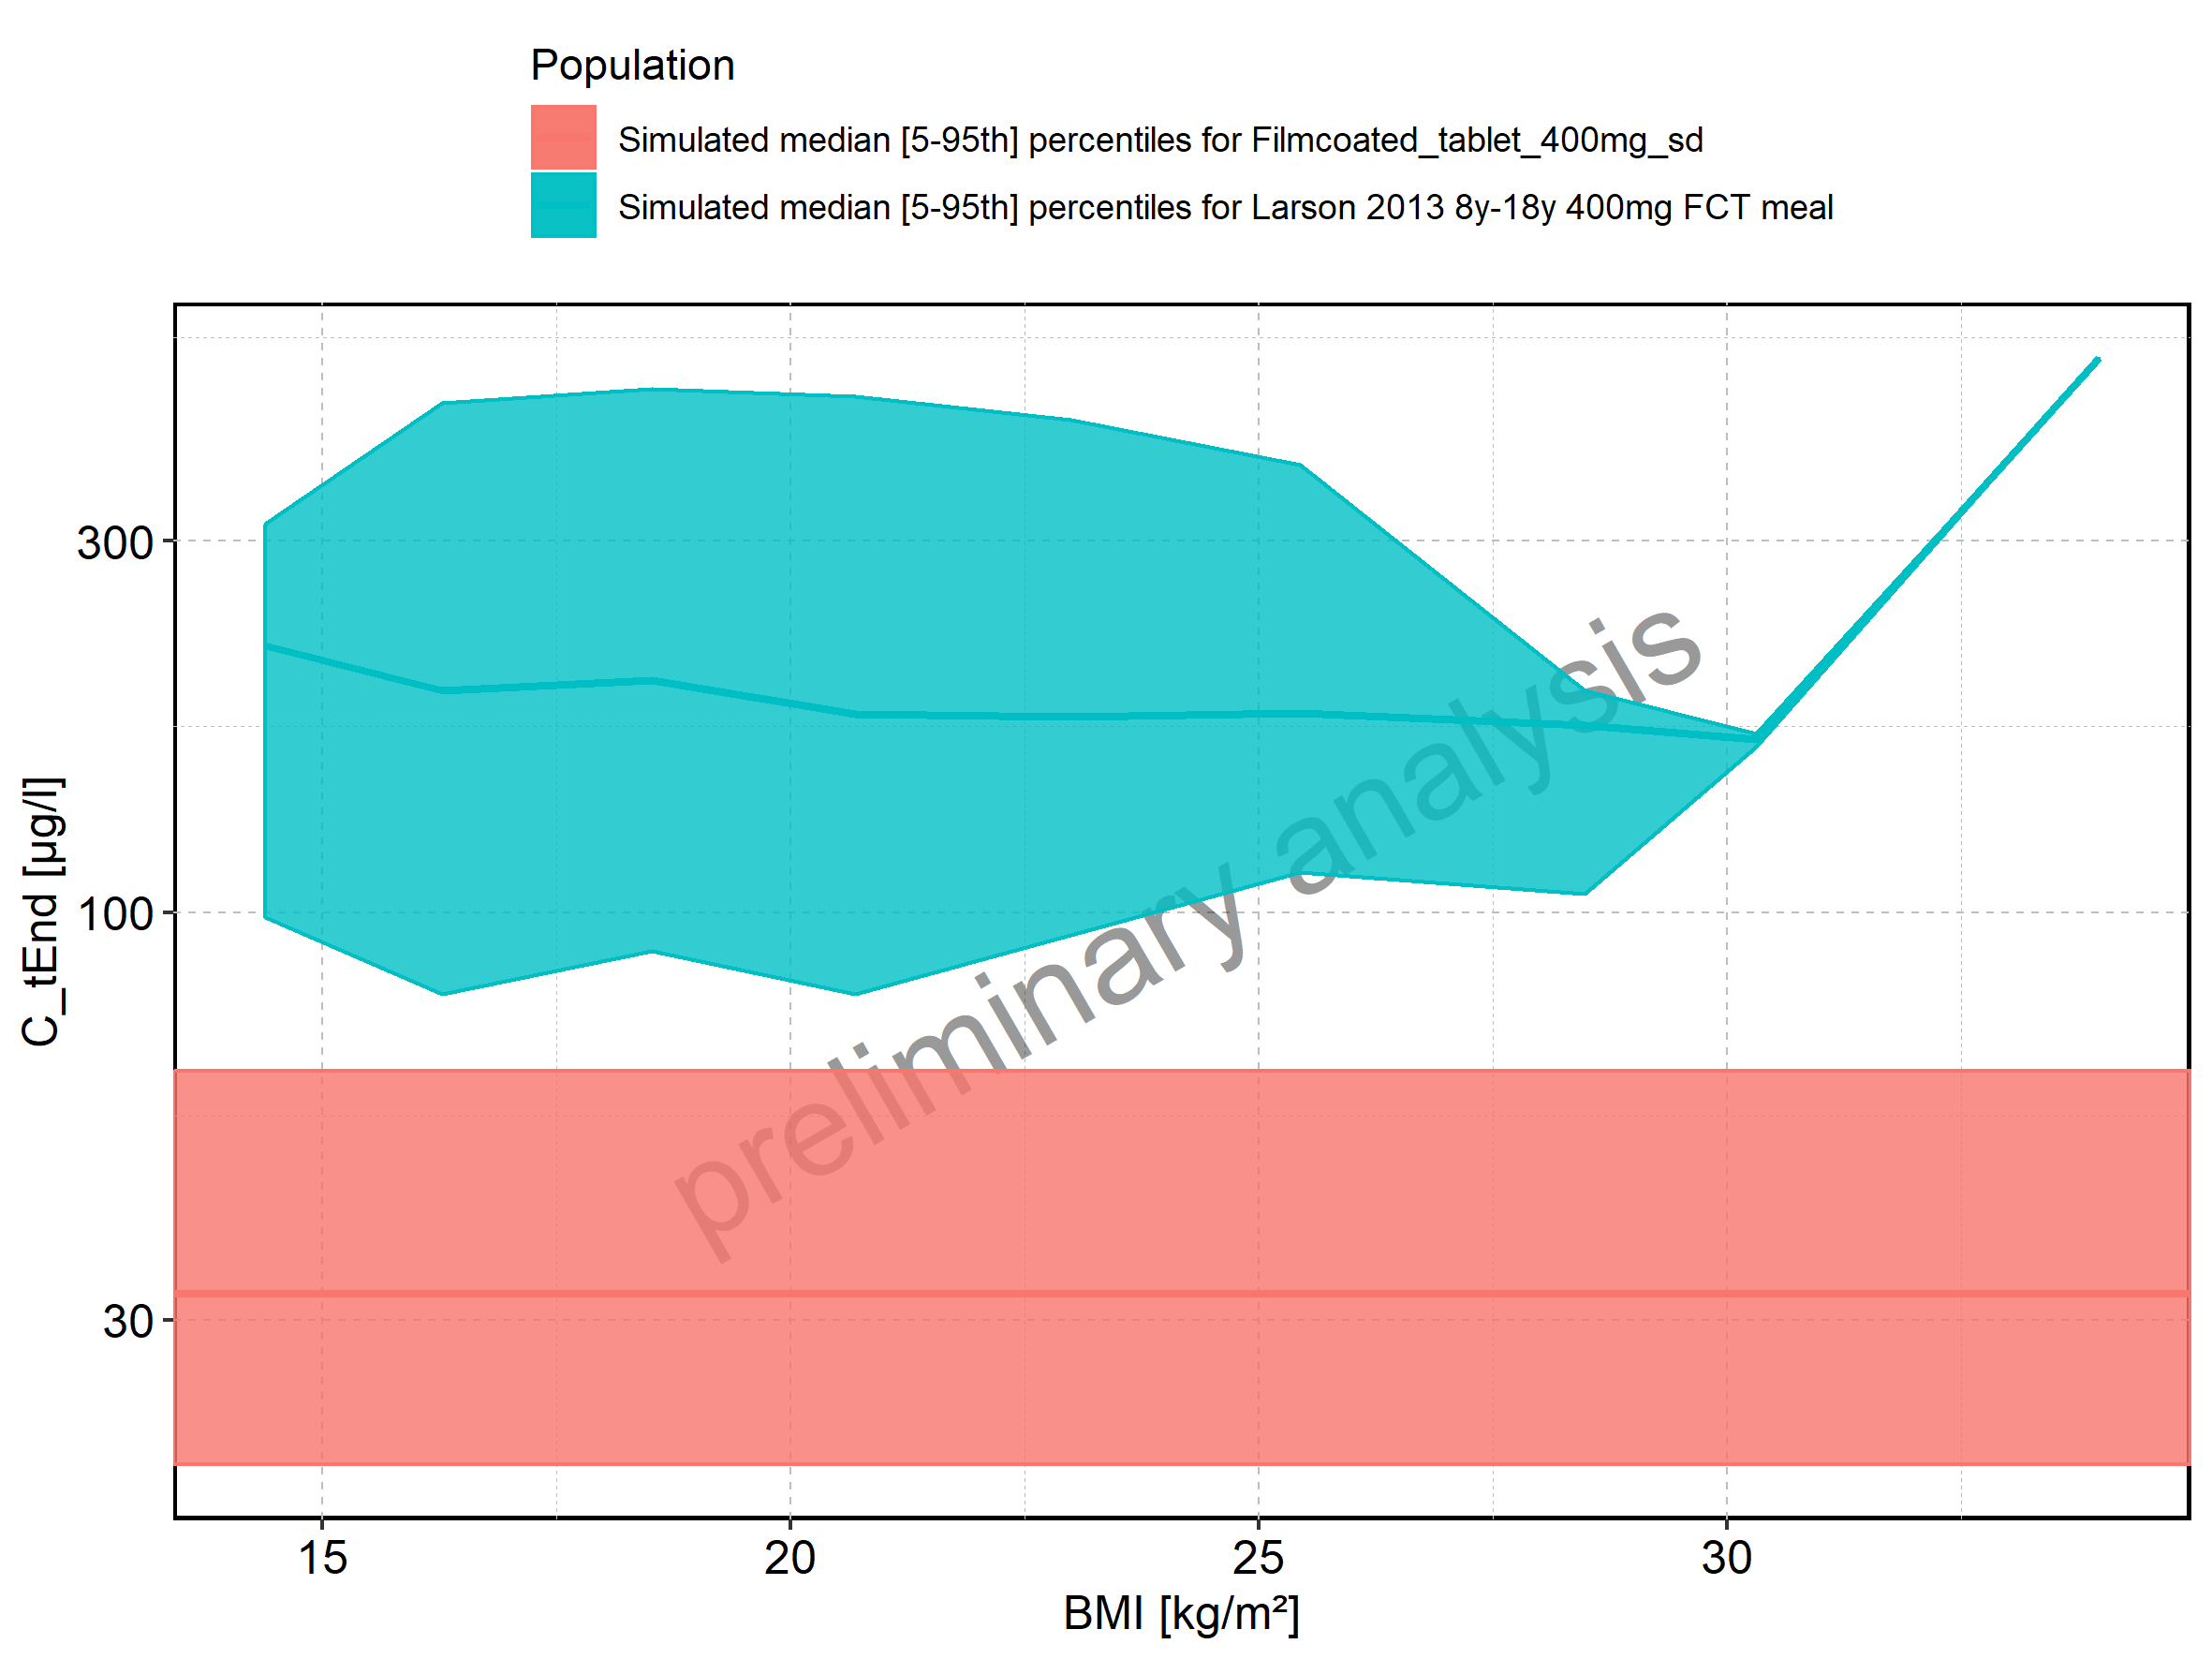 Population
Simulated median [5-95th] percentiles for Filmcoated_tablet_400mg_sd
Simulated median [5-95th] percentiles for Larson 2013 8y-18y 400mg FCT meal
300
100
30
C_tEnd [µg/l]
preliminary analysis
15 20 25 30
BMI [kg/m²]